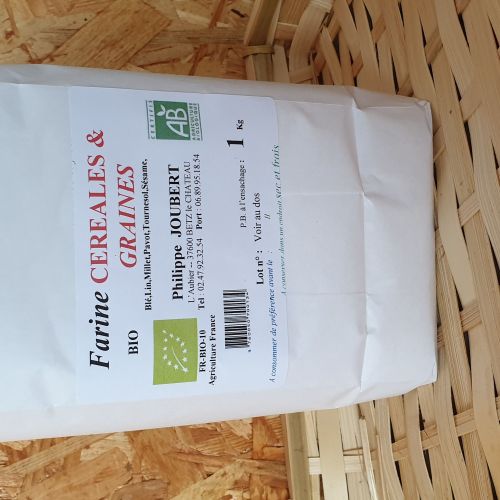 Farine CEREALES &
GRAINES
BIO
Blé,Lin,Millet,Pavot,Tournesol,Sésame.
CERTIFIÉ
AB
AGRICULTURE
BIOLOGIQUE
Philippe JOUBERT
L' Aubier -- 37600 BETZ le CHATEAU
Tel : 02.47.92.32.54 Port : 06.89.95.18.54
FR-BIO-10
Agriculture France
P.B. à l'ensachage : 1 Kg
Lot n° : Voir au dos
A consommer de préférence avant le : //
A conserver dans un endroit sec et frais